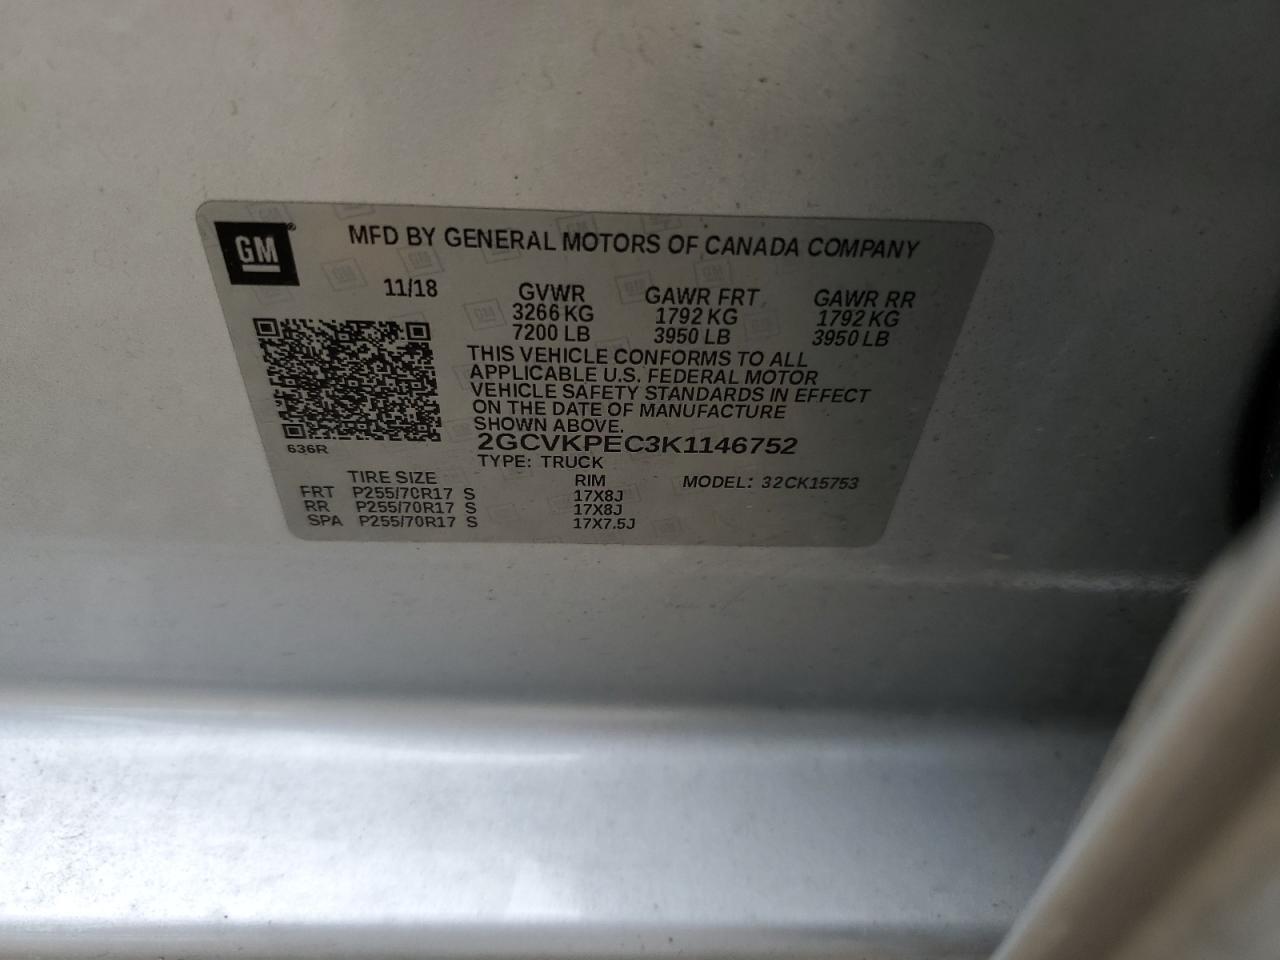 GM®
MFD BY GENERAL MOTORS OF CANADA COMPANY
11/18 GVWR GAWR FRT GAWR RR
3266 KG 1792 KG 1792 KG
7200 LB 3950 LB 3950 LB
THIS VEHICLE CONFORMS TO ALL
APPLICABLE U.S. FEDERAL MOTOR
VEHICLE SAFETY STANDARDS IN EFFECT
ON THE DATE OF MANUFACTURE
SHOWN ABOVE.
2GCVKPEC3K1146752
636R
TYPE: TRUCK
TIRE SIZE RIM MODEL: 32CK15753
FRT P255/70R17 S 17X8J
RR P255/70R17 S 17X8J
SPA P255/70R17 S 17X7.5J